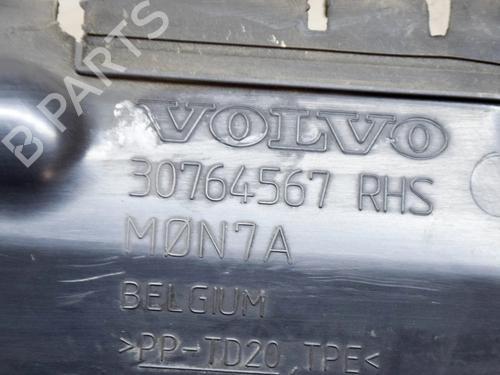 B PARTS
VOLVO
30764567 RHS
MØN7A
BELGIUM
>PP-TD20 TPE<